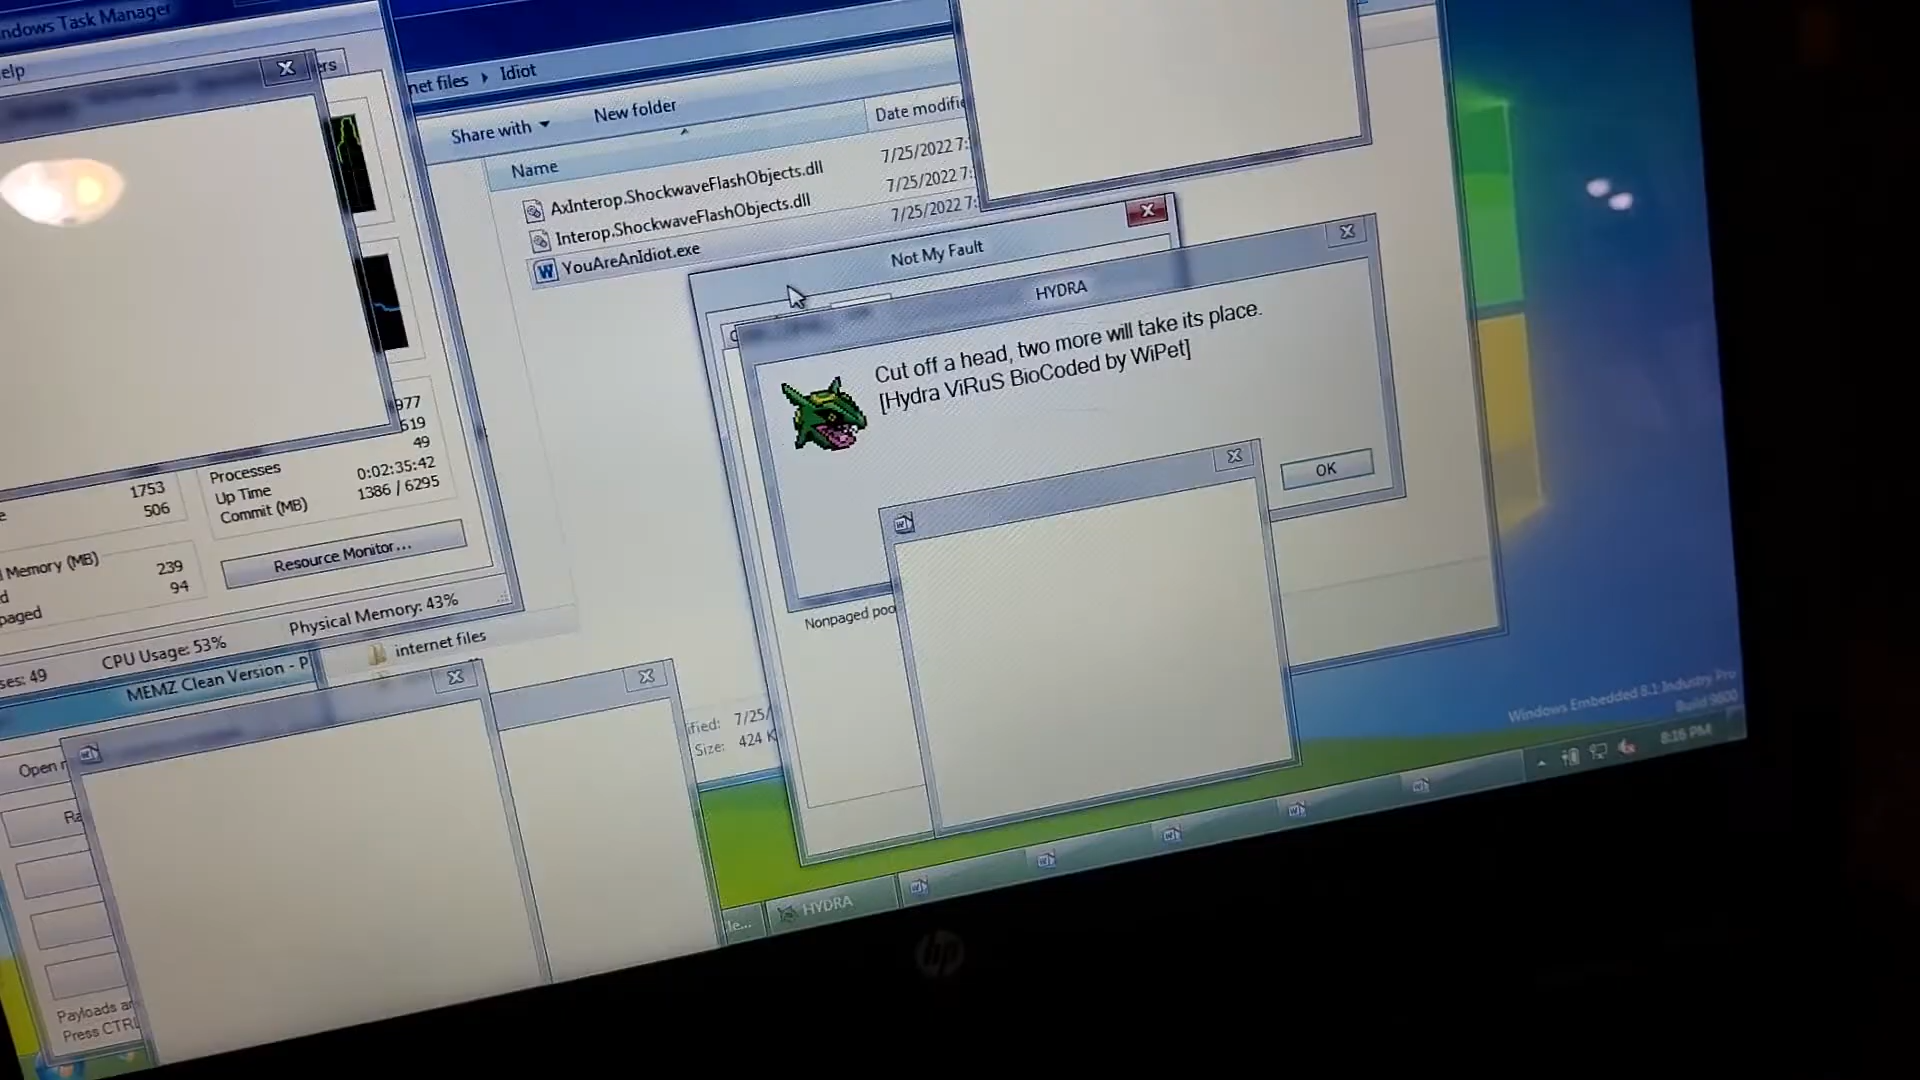 ndows Task Manager
elp
ers
977
619
49
Processes
Up Time 0:02:35:42
Commit (MB) 1386 / 6295
1753
506
Resource Monitor...
Memory (MB)
239
94
paged
ses: 49
CPU Usage: 53%
Physical Memory: 43%
net files
Idiot
Share with
New folder
Name
Date modifie
AxInterop.ShockwaveFlashObjects.dll 7/25/2022 7:
Interop.ShockwaveFlashObjects.dll 7/25/2022 7:
YouAreAnIdiot.exe 7/25/2022 7:
Not My Fault
HYDRA
Cut off a head, two more will take its place.
[Hydra ViRuS BioCoded by WiPet]
OK
Nonpaged poo
internet files
MEMZ Clean Version - P
Open
Ra
Payloads a
Press CTRL
ified: 7/25/
Size: 424 K
Windows Embedded 8.1 Industry Pro
Build 9600
8:16 PM
le...
HYDRA
hp